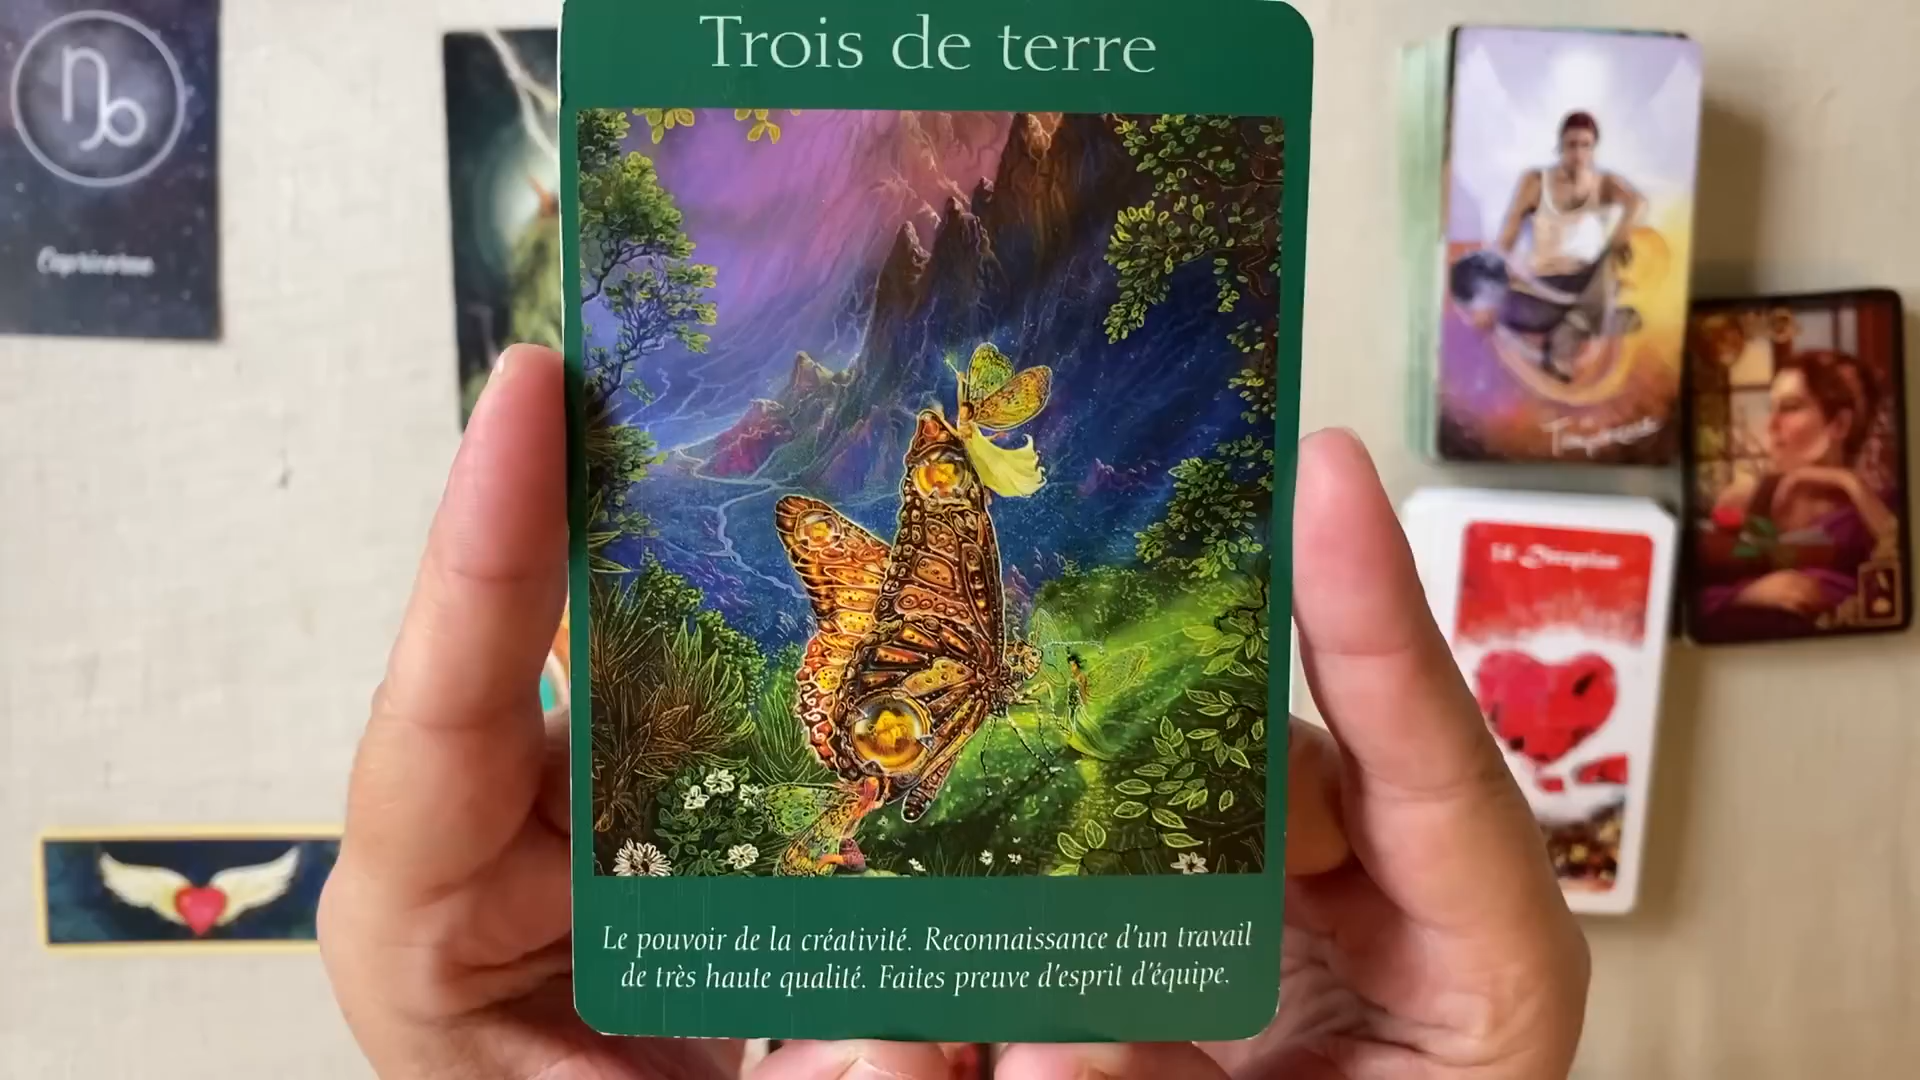 Trois de terre
Capricorne
Le pouvoir de la créativité. Reconnaissance d'un travail
de très haute qualité. Faites preuve d'esprit d'équipe.